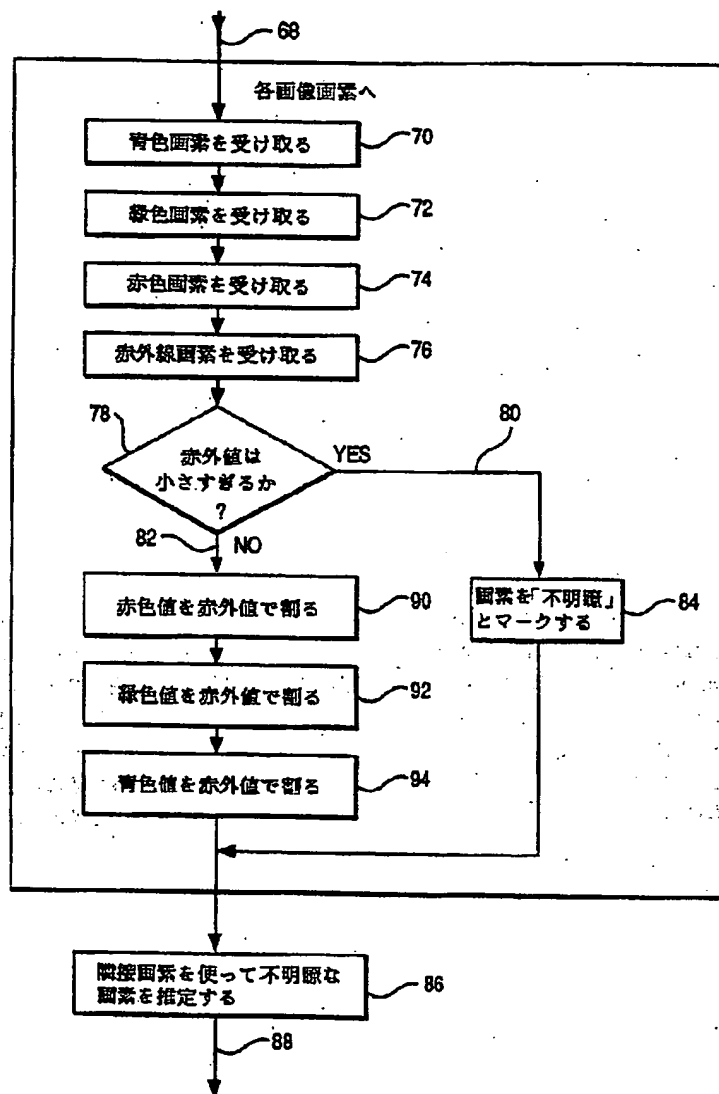 68
各画像画素へ
青色画素を受け取る
70
緑色画素を受け取る
72
赤色画素を受け取る
74
赤外線画素を受け取る
76
78
赤外値は
小さすぎるか
?
YES
80
82
NO
赤色値を赤外値で割る
90
画素を「不明瞭」
とマークする
84
緑色値を赤外値で割る
92
青色値を赤外値で割る
94
隣接画素を使って不明瞭な
画素を推定する
86
88